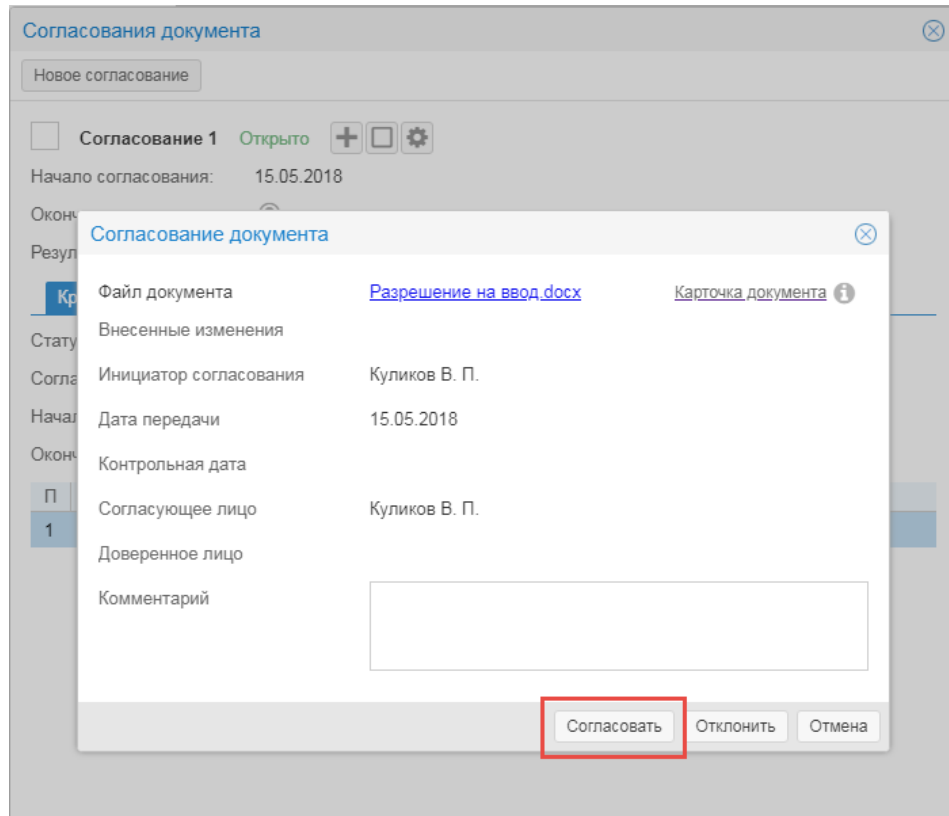 Согласования документа
Новое согласование
Согласование 1 Открыто
Начало согласования: 15.05.2018
Согласование документа
Файл документа Разрешение на ввод.docx Карточка документа
Внесенные изменения
Инициатор согласования Куликов В. П.
Дата передачи 15.05.2018
Контрольная дата
Согласующее лицо Куликов В. П.
Доверенное лицо
Комментарий
П
1
Согласовать Отклонить Отмена